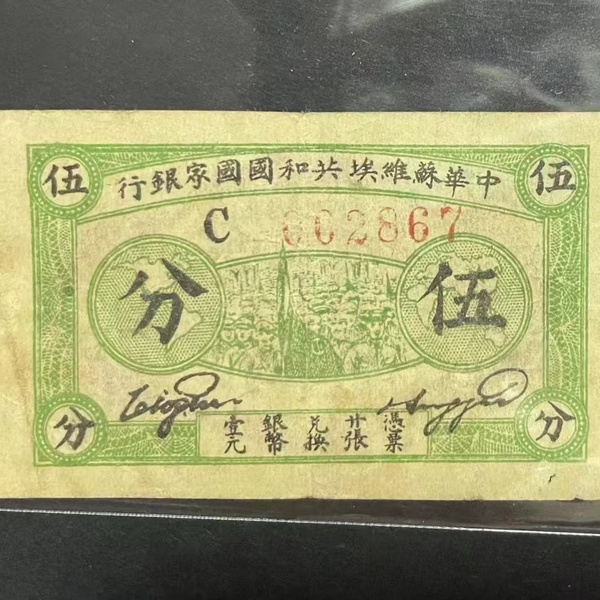 中華蘇維埃共和國國家銀行
伍
伍
C 002867
伍分
分
分
憑票廿張兌換銀幣壹元